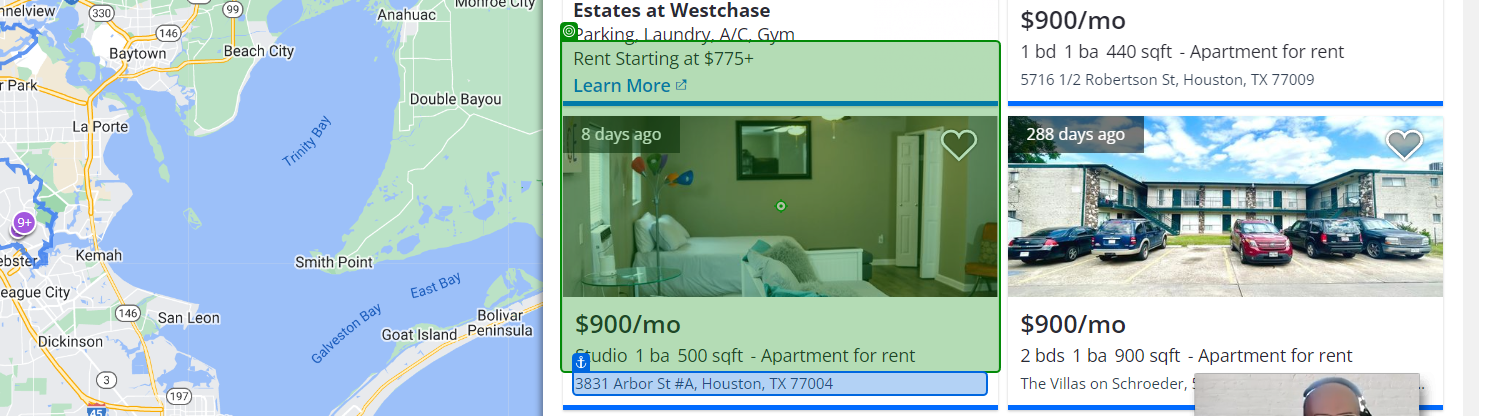 Monroe City
Anahuac
nnelview
330
99
146
Baytown
Beach City
r Park
Double Bayou
La Porte
Trinity Bay
9+
Kemah
ebster
Smith Point
East Bay
eague City
146
San Leon
Galveston Bay
Bolivar
Peninsula
Goat Island
Dickinson
3
197
45
Estates at Westchase
Parking, Laundry, A/C, Gym
Rent Starting at $775+
Learn More
8 days ago
$900/mo
Studio 1 ba 500 sqft - Apartment for rent
3831 Arbor St #A, Houston, TX 77004
$900/mo
1 bd 1 ba 440 sqft - Apartment for rent
5716 1/2 Robertson St, Houston, TX 77009
288 days ago
$900/mo
2 bds 1 ba 900 sqft - Apartment for rent
The Villas on Schroeder,